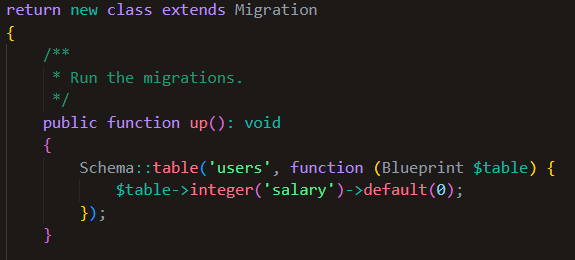 return new class extends Migration
{
    /**
     * Run the migrations.
     */
    public function up(): void
    {
        Schema::table('users', function (Blueprint $table) {
            $table->integer('salary')->default(0);
        });
    }